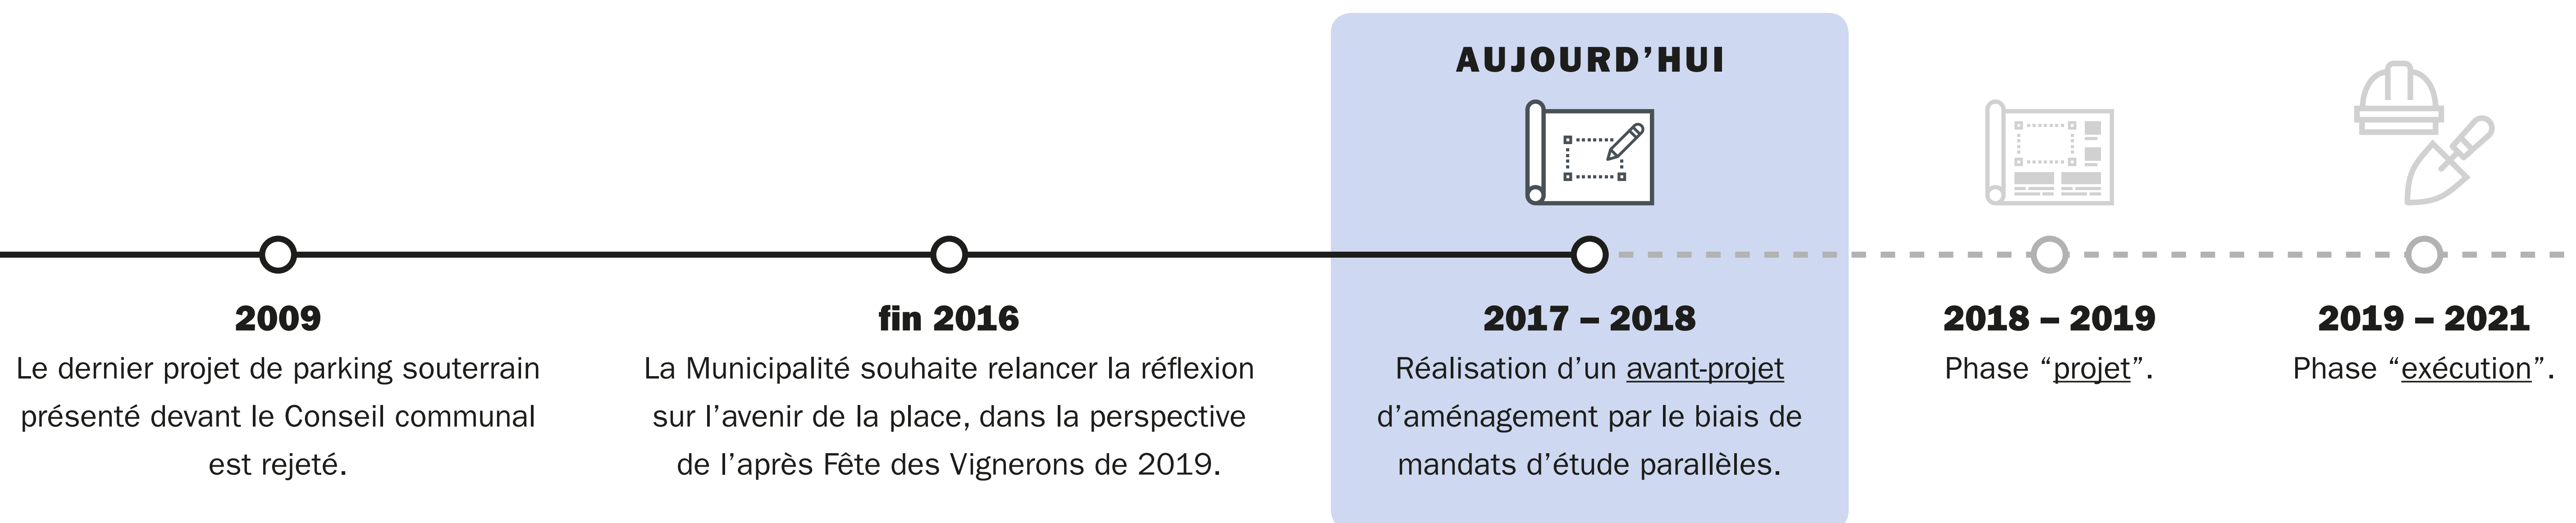 AUJOURD’HUI
2009
Le dernier projet de parking souterrain
présenté devant le Conseil communal
est rejeté.
fin 2016
La Municipalité souhaite relancer la réflexion
sur l’avenir de la place, dans la perspective
de l’après Fête des Vignerons de 2019.
2017 – 2018
Réalisation d’un avant-projet
d’aménagement par le biais de
mandats d’étude parallèles.
2018 – 2019
Phase “projet”.
2019 – 2021
Phase “exécution”.